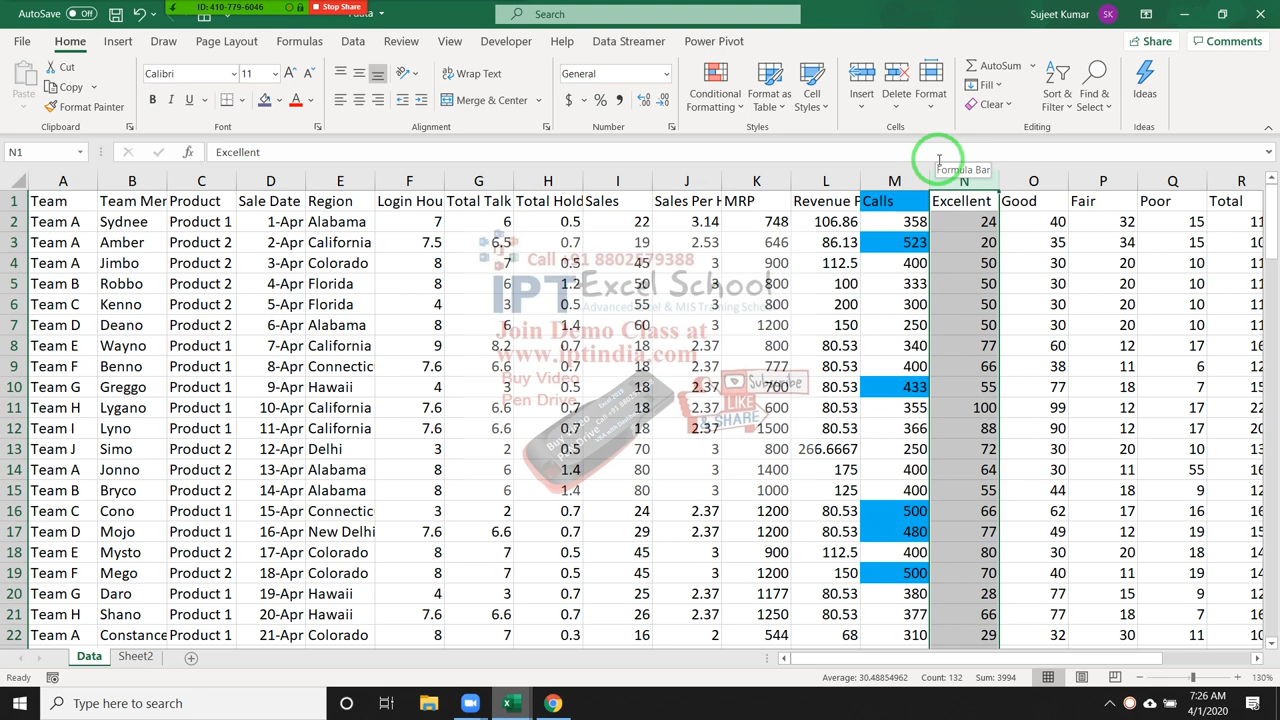 AutoSave Off ID: 410-779-6046 Stop Share Data Search Sujeet Kumar SK
File Home Insert Draw Page Layout Formulas Data Review View Developer Help Data Streamer Power Pivot Share Comments
Paste Cut Copy Format Painter Calibri 11 Wrap Text Merge & Center General Conditional Formatting Format as Table Cell Styles Insert Delete Format AutoSum Fill Clear Sort & Filter Find & Select Ideas
Clipboard Font Alignment Number Styles Cells Editing Ideas
N1 fx Excellent
Formula Bar
A B C D E F G H I J K L M N O P Q R
1 Team Team Mer Product Sale Date Region Login Hou Total Talk Total Hold Sales Sales Per H MRP Revenue P Calls Excellent Good Fair Poor Total
2 Team A Sydnee Product 1 1-Apr Alabama 7 6 0.5 22 3.14 748 106.86 358 24 40 32 15 11
3 Team A Amber Product 2 2-Apr California 7.5 6.5 0.7 19 2.53 646 86.13 523 20 35 34 15 10
4 Team A Jimbo Product 2 3-Apr Colorado 8 7 0.5 45 3 900 112.5 400 50 30 20 10 11
5 Team B Robbo Product 2 4-Apr Florida 8 6 1.2 50 3 800 100 333 50 30 20 10 11
6 Team C Kenno Product 2 5-Apr Florida 4 3 0.5 55 3 800 200 300 50 30 20 10 11
7 Team D Deano Product 2 6-Apr Alabama 8 6 1.4 60 3 1200 150 250 50 30 20 10 11
8 Team E Wayno Product 1 7-Apr California 9 8.2 0.7 18 2.37 1200 80.53 340 77 60 12 17 16
9 Team F Benno Product 2 8-Apr Connectic 7.6 6.6 0.7 18 2.37 777 80.53 400 66 38 11 6 12
10 Team G Greggo Product 1 9-Apr Hawaii 4 3 0.5 18 2.37 700 80.53 433 55 77 18 7 15
11 Team H Lygano Product 1 10-Apr California 7.6 6.6 0.7 18 2.37 600 80.53 355 100 99 12 17 22
12 Team I Lyno Product 1 11-Apr California 7.6 6.6 0.7 18 2.37 1500 80.53 366 88 90 12 17 20
13 Team J Simo Product 2 12-Apr Delhi 3 2 0.5 70 3 800 266.6667 250 72 30 20 10 13
14 Team A Jonno Product 2 13-Apr Alabama 8 6 1.4 80 3 1400 175 400 64 30 11 55 16
15 Team B Bryco Product 2 14-Apr Alabama 8 6 1.4 80 3 1000 125 400 55 44 18 9 12
16 Team C Cono Product 1 15-Apr Connectic 3 2 0.7 24 2.37 1200 80.53 500 66 62 17 16 16
17 Team D Mojo Product 1 16-Apr New Delhi 7.6 6.6 0.7 29 2.37 1200 80.53 480 77 49 12 19 15
18 Team E Mysto Product 2 17-Apr Colorado 8 7 0.5 45 3 900 112.5 400 80 30 20 18 14
19 Team F Mego Product 2 18-Apr Colorado 8 7 0.5 45 3 1200 150 500 70 40 11 19 14
20 Team G Daro Product 1 19-Apr Hawaii 4 3 0.7 25 2.37 1177 80.53 380 28 77 15 9 12
21 Team H Shano Product 1 20-Apr Hawaii 7.6 6.6 0.7 26 2.37 1250 80.53 377 66 77 18 7 16
22 Team A Constance Product 1 21-Apr Colorado 8 7 0.3 16 2 544 68 310 29 32 30 11 10
Call +91 8802579388
IPT Excel School
Advanced Excel & MIS Training School
Join Demo Class at
www.iptindia.com
Buy Video
Pen Drive
Subscribe
LIKE
& SHARE
Data Sheet2
Ready Average: 30.48854962 Count: 132 Sum: 3994 130%
Type here to search 7:26 AM
4/1/2020